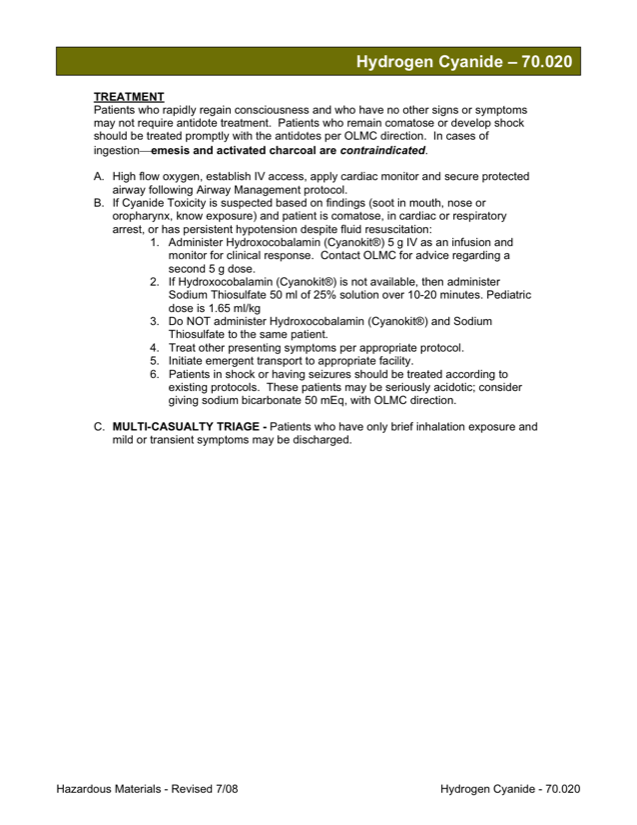 Hydrogen Cyanide – 70.020
TREATMENT
Patients who rapidly regain consciousness and who have no other signs or symptoms
may not require antidote treatment. Patients who remain comatose or develop shock
should be treated promptly with the antidotes per OLMC direction. In cases of
ingestion—emesis and activated charcoal are contraindicated.
A. High flow oxygen, establish IV access, apply cardiac monitor and secure protected
airway following Airway Management protocol.
B. If Cyanide Toxicity is suspected based on findings (soot in mouth, nose or
oropharynx, know exposure) and patient is comatose, in cardiac or respiratory
arrest, or has persistent hypotension despite fluid resuscitation:
1. Administer Hydroxocobalamin (Cyanokit®) 5 g IV as an infusion and
monitor for clinical response. Contact OLMC for advice regarding a
second 5 g dose.
2. If Hydroxocobalamin (Cyanokit®) is not available, then administer
Sodium Thiosulfate 50 ml of 25% solution over 10-20 minutes. Pediatric
dose is 1.65 ml/kg
3. Do NOT administer Hydroxocobalamin (Cyanokit®) and Sodium
Thiosulfate to the same patient.
4. Treat other presenting symptoms per appropriate protocol.
5. Initiate emergent transport to appropriate facility.
6. Patients in shock or having seizures should be treated according to
existing protocols. These patients may be seriously acidotic; consider
giving sodium bicarbonate 50 mEq, with OLMC direction.
C. MULTI-CASUALTY TRIAGE - Patients who have only brief inhalation exposure and
mild or transient symptoms may be discharged.
Hazardous Materials - Revised 7/08 Hydrogen Cyanide - 70.020